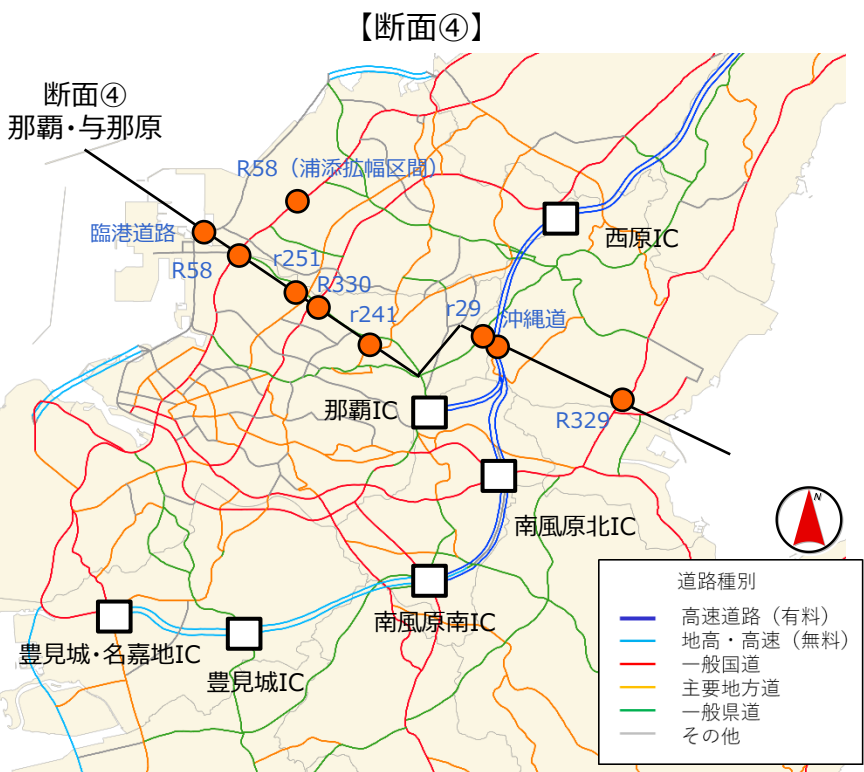 【断面④】
断面④
那覇・与那原
R58（浦添拡幅区間）
臨港道路
R58
r251
R330
r241
r29
沖縄道
西原IC
那覇IC
R329
南風原北IC
N
南風原南IC
豊見城・名嘉地IC
豊見城IC
道路種別
高速道路（有料）
地高・高速（無料）
一般国道
主要地方道
一般県道
その他